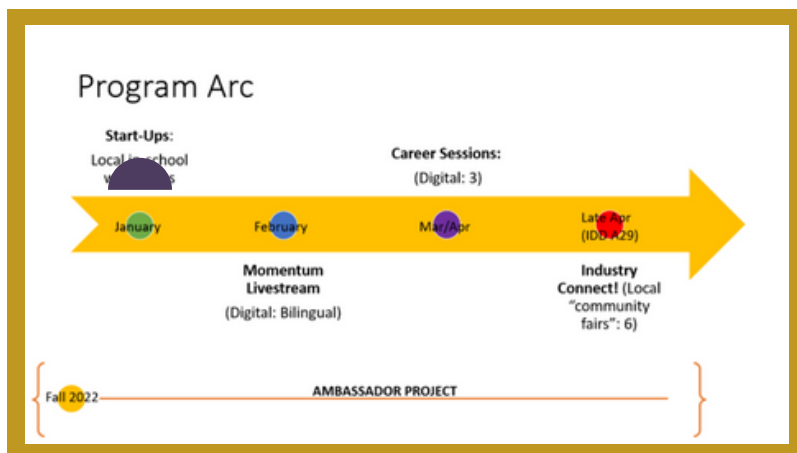 Program Arc
Start-Ups:
Local school
Career Sessions:
(Digital: 3)
January
February
Mar/Apr
Late Apr
(IDD A29)
Momentum
Livestream
(Digital: Bilingual)
Industry
Connect! (Local
“community
fairs”: 6)
Fall 2022
AMBASSADOR PROJECT